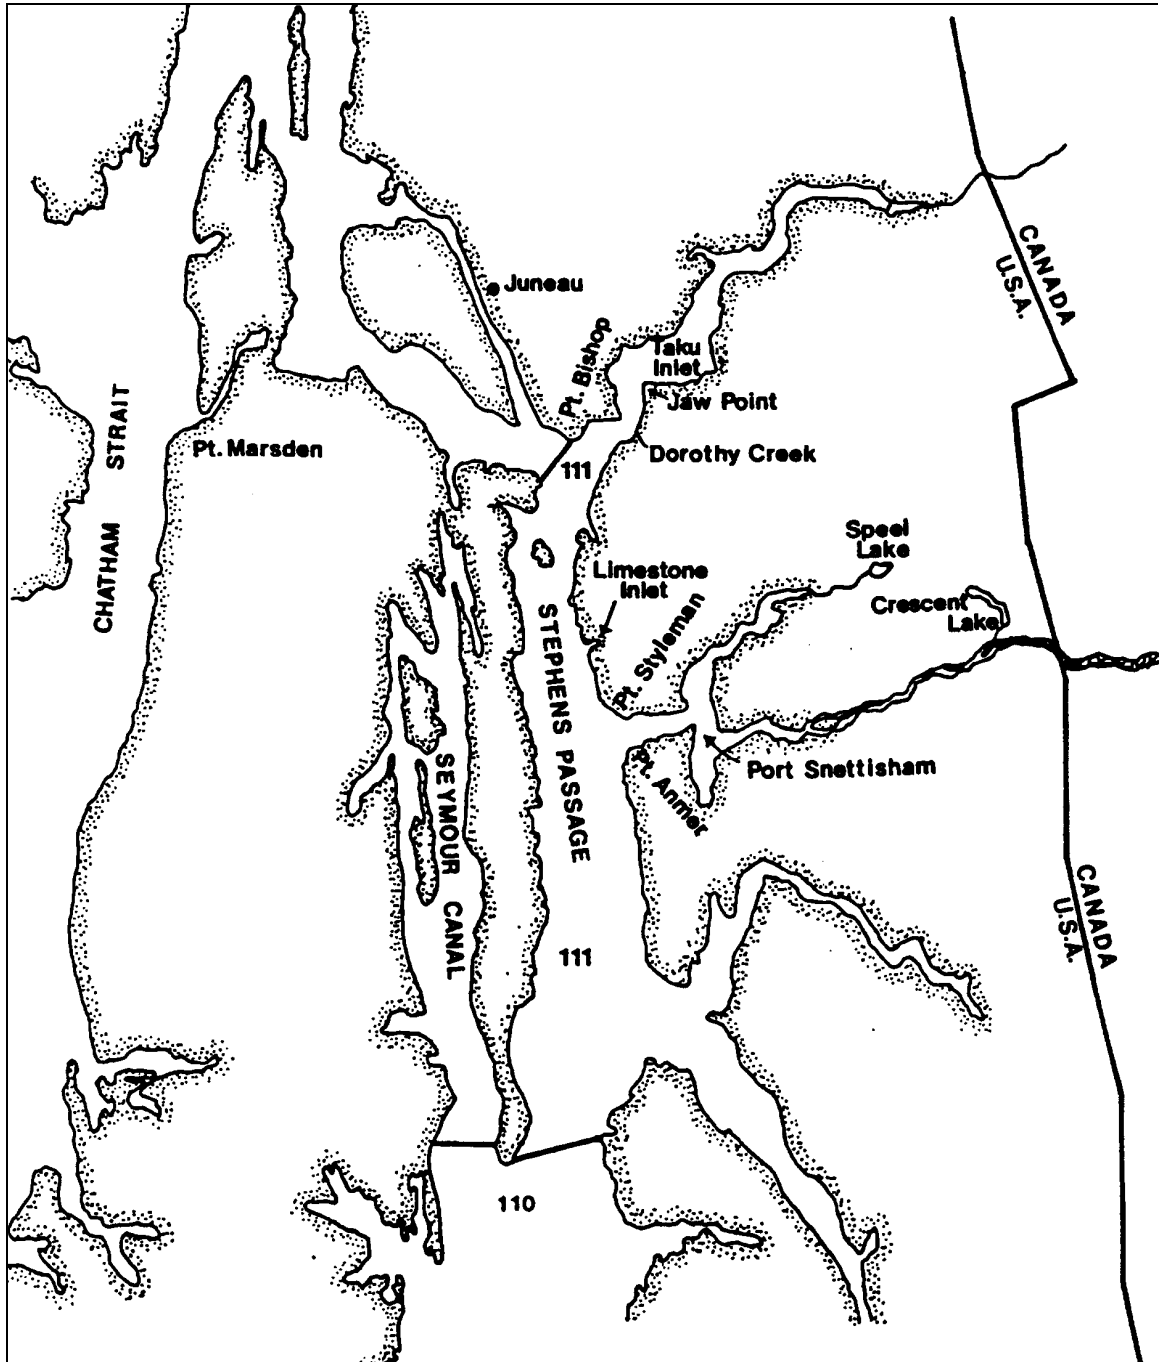 CANADA
U.S.A.
Juneau
Pt. Bishop
Taku
Inlet
Jaw Point
Pt. Marsden
CHATHAM STRAIT
111
Dorothy Creek
Speel
Lake
Limestone
Inlet
Crescent
Lake
STEPHENS PASSAGE
Pt. Styleman
Port Snettisham
Pt. Anmer
SEYMOUR CANAL
CANADA
U.S.A.
111
110